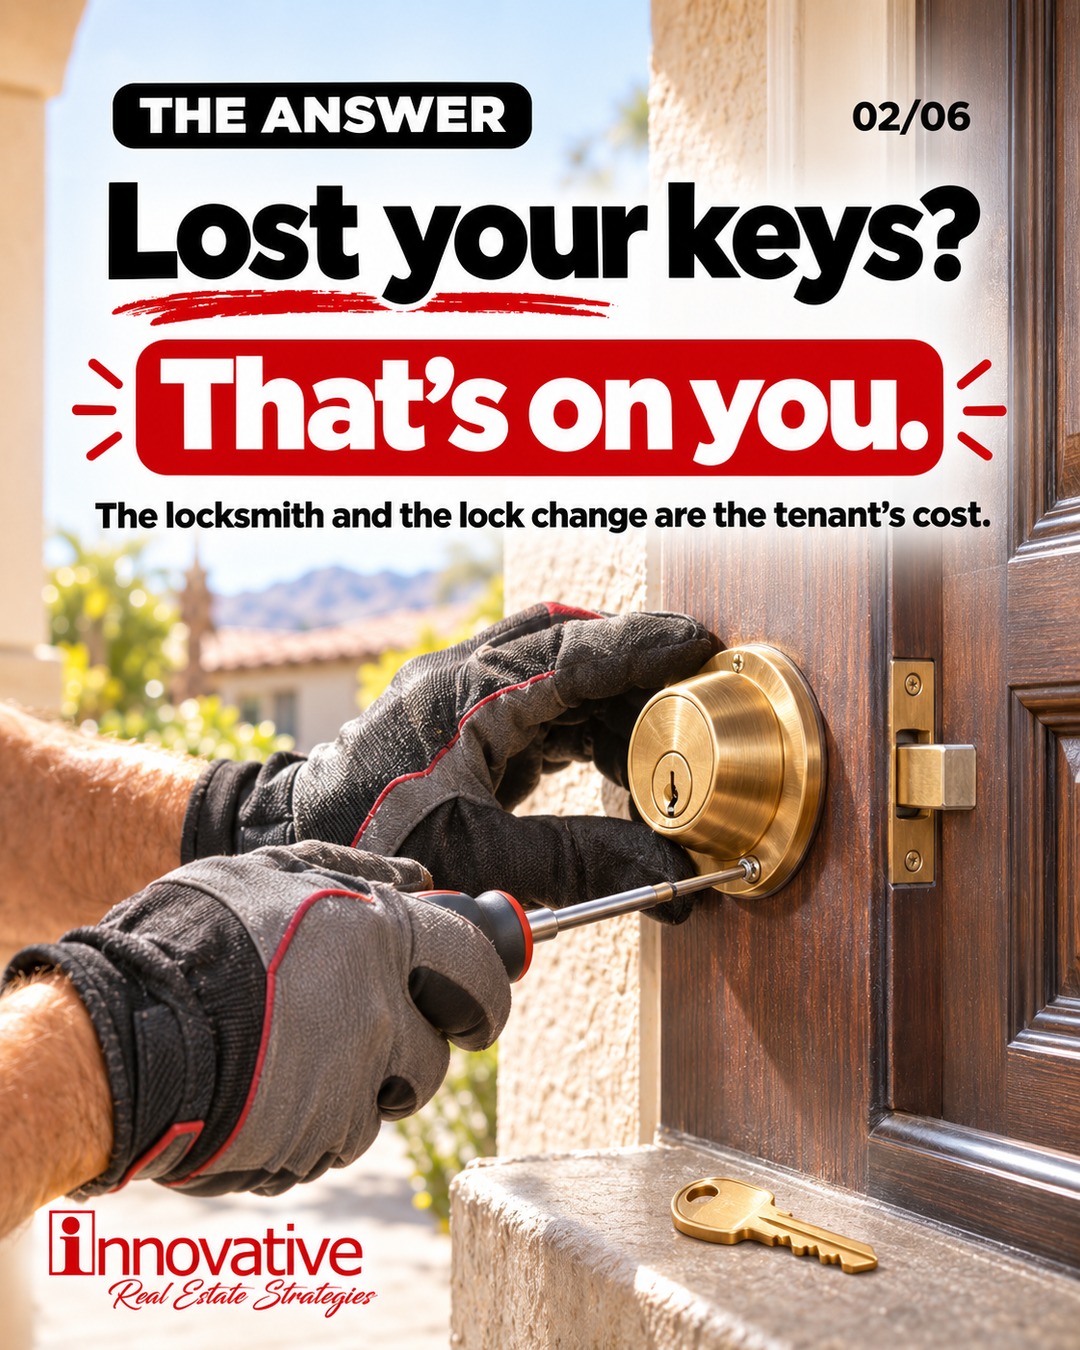 THE ANSWER
02/06
Lost your keys?
That's on you.
The locksmith and the lock change are the tenant's cost.
innovative
Real Estate Strategies